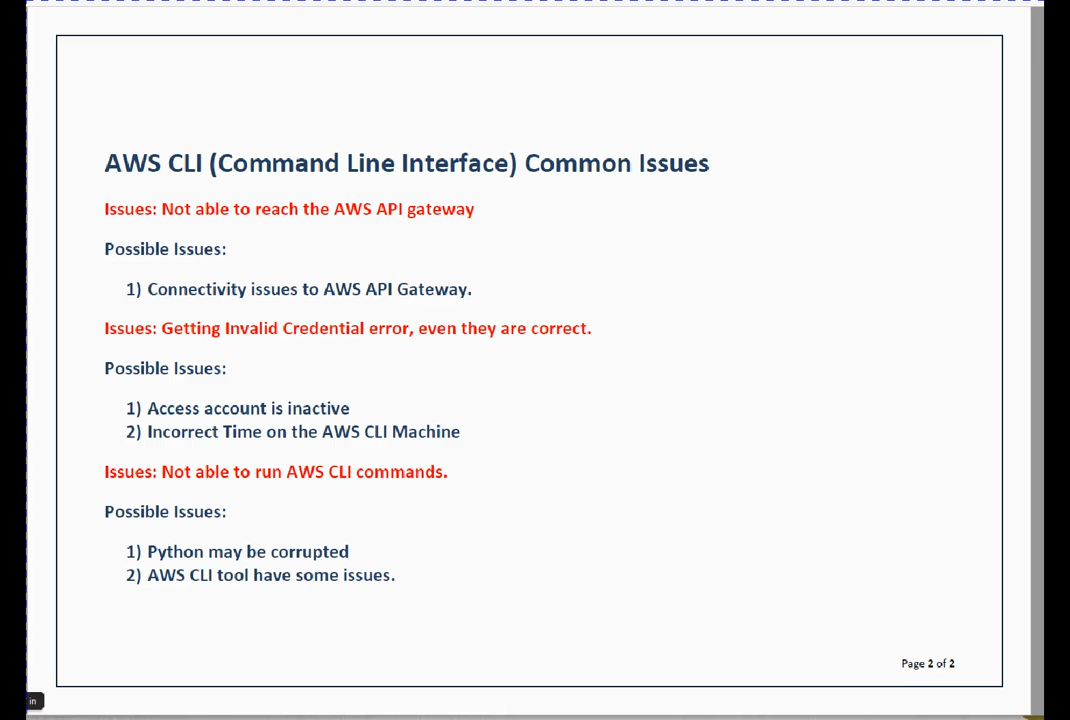 AWS CLI (Command Line Interface) Common Issues
Issues: Not able to reach the AWS API gateway
Possible Issues:
1) Connectivity issues to AWS API Gateway.
Issues: Getting Invalid Credential error, even they are correct.
Possible Issues:
1) Access account is inactive
2) Incorrect Time on the AWS CLI Machine
Issues: Not able to run AWS CLI commands.
Possible Issues:
1) Python may be corrupted
2) AWS CLI tool have some issues.
Page 2 of 2
in